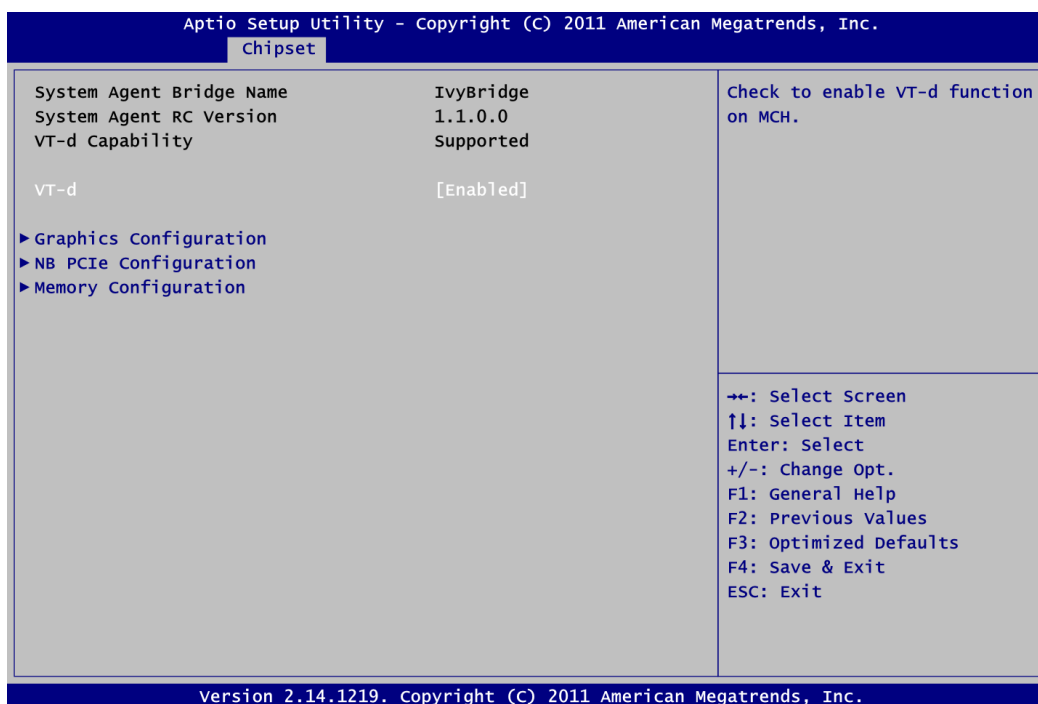 Aptio Setup Utility - Copyright (C) 2011 American Megatrends, Inc.
Chipset
System Agent Bridge Name IvyBridge
System Agent RC Version 1.1.0.0
VT-d Capability Supported
VT-d [Enabled]
▶ Graphics Configuration
▶ NB PCIe Configuration
▶ Memory Configuration
Check to enable VT-d function
on MCH.
→←: Select Screen
↑↓: Select Item
Enter: Select
+/-: Change Opt.
F1: General Help
F2: Previous Values
F3: Optimized Defaults
F4: Save & Exit
ESC: Exit
Version 2.14.1219. Copyright (C) 2011 American Megatrends, Inc.